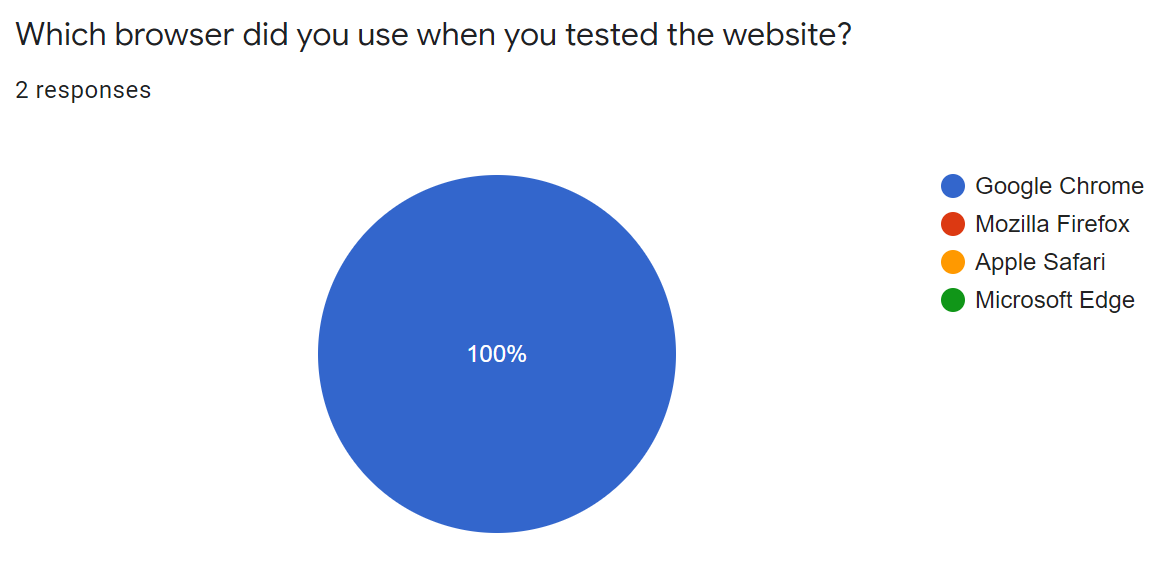 Which browser did you use when you tested the website?
2 responses
100%
Google Chrome
Mozilla Firefox
Apple Safari
Microsoft Edge